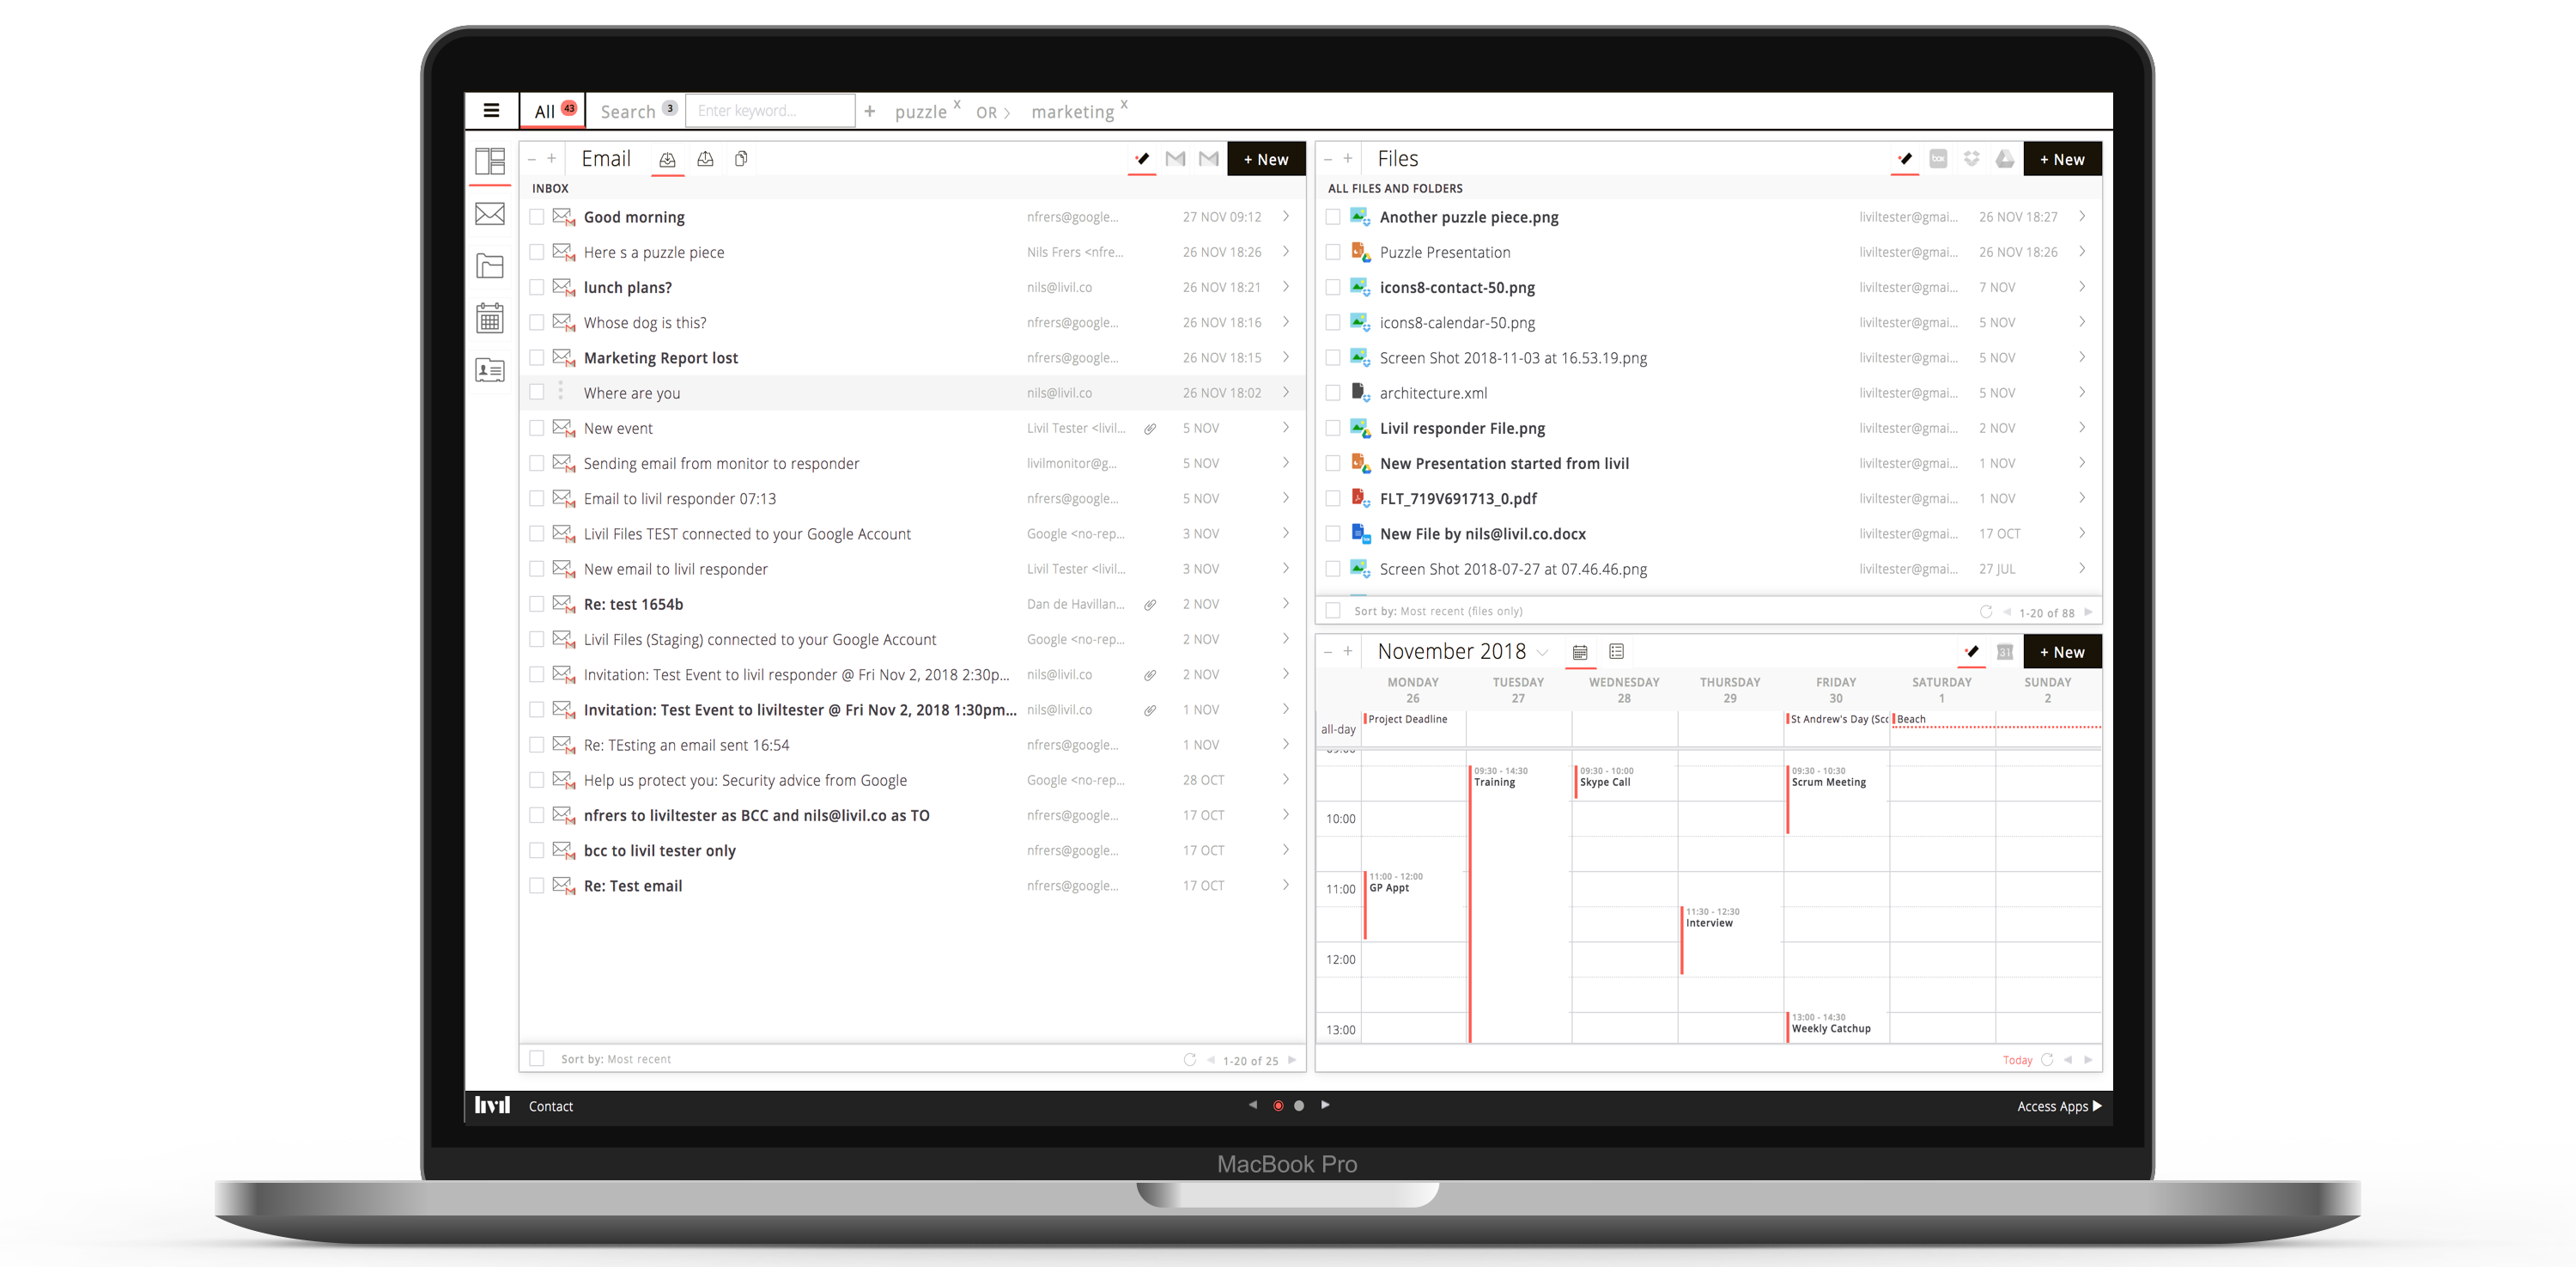 All 43 Search 3 Enter keyword... + puzzle x OR > marketing x
− + Email + New
INBOX
Good morning nfrers@google... 27 NOV 09:12
Here s a puzzle piece Nils Frers <nfre... 26 NOV 18:26
lunch plans? nils@livil.co 26 NOV 18:21
Whose dog is this? nfrers@google... 26 NOV 18:16
Marketing Report lost nfrers@google... 26 NOV 18:15
Where are you nils@livil.co 26 NOV 18:02
New event Livil Tester <livil... 5 NOV
Sending email from monitor to responder livilmonitor@g... 5 NOV
Email to livil responder 07:13 nfrers@google... 5 NOV
Livil Files TEST connected to your Google Account Google <no-rep... 3 NOV
New email to livil responder Livil Tester <livil... 3 NOV
Re: test 1654b Dan de Havillan... 2 NOV
Livil Files (Staging) connected to your Google Account Google <no-rep... 2 NOV
Invitation: Test Event to livil responder @ Fri Nov 2, 2018 2:30p... nils@livil.co 2 NOV
Invitation: Test Event to liviltester @ Fri Nov 2, 2018 1:30pm... nils@livil.co 1 NOV
Re: TEsting an email sent 16:54 nfrers@google... 1 NOV
Help us protect you: Security advice from Google Google <no-rep... 28 OCT
nfrers to liviltester as BCC and nils@livil.co as TO nfrers@google... 17 OCT
bcc to livil tester only nfrers@google... 17 OCT
Re: Test email nfrers@google... 17 OCT
Sort by: Most recent 1-20 of 25
− + Files box + New
ALL FILES AND FOLDERS
Another puzzle piece.png liviltester@gmai... 26 NOV 18:27
Puzzle Presentation liviltester@gmai... 26 NOV 18:26
icons8-contact-50.png liviltester@gmai... 7 NOV
icons8-calendar-50.png liviltester@gmai... 5 NOV
Screen Shot 2018-11-03 at 16.53.19.png liviltester@gmai... 5 NOV
architecture.xml liviltester@gmai... 5 NOV
Livil responder File.png liviltester@gmai... 2 NOV
New Presentation started from livil liviltester@gmai... 1 NOV
FLT_719V691713_0.pdf liviltester@gmai... 1 NOV
New File by nils@livil.co.docx liviltester@gmai... 17 OCT
Screen Shot 2018-07-27 at 07.46.46.png liviltester@gmai... 27 JUL
Sort by: Most recent (files only) 1-20 of 88
− + November 2018 31 + New
MONDAY TUESDAY WEDNESDAY THURSDAY FRIDAY SATURDAY SUNDAY
26 27 28 29 30 1 2
Project Deadline St Andrew's Day (Sco Beach
all-day
09:30 - 14:30 09:30 - 10:00 09:30 - 10:30
Training Skype Call Scrum Meeting
10:00
11:00 - 12:00
11:00 GP Appt
11:30 - 12:30
Interview
12:00
13:00 - 14:30
13:00 Weekly Catchup
Today
livil Contact Access Apps
MacBook Pro